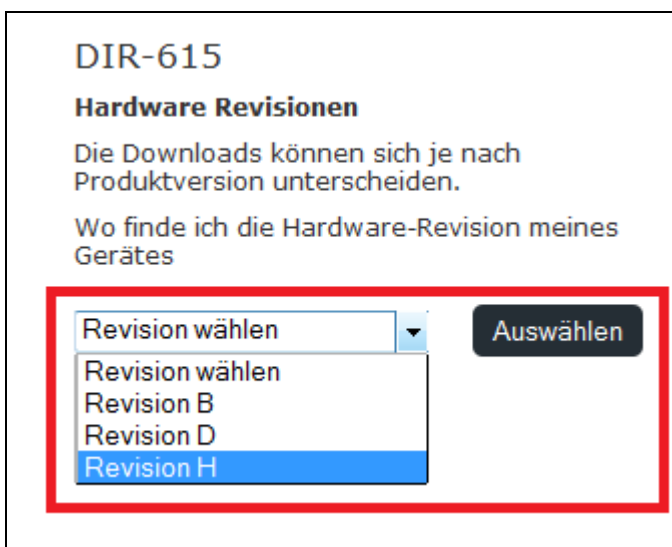 DIR-615
Hardware Revisionen
Die Downloads können sich je nach
Produktversion unterscheiden.
Wo finde ich die Hardware-Revision meines
Gerätes
Revision wählen
Auswählen
Revision wählen
Revision B
Revision D
Revision H